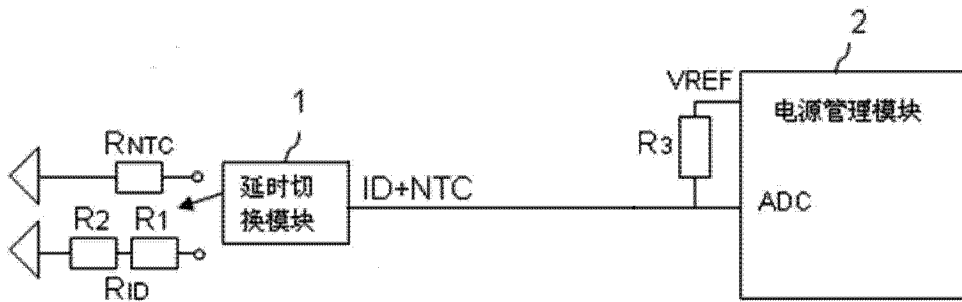 2
VREF
电源管理模块
1
RNTC
R3
延时切
换模块
ID+NTC
ADC
R2
R1
RID